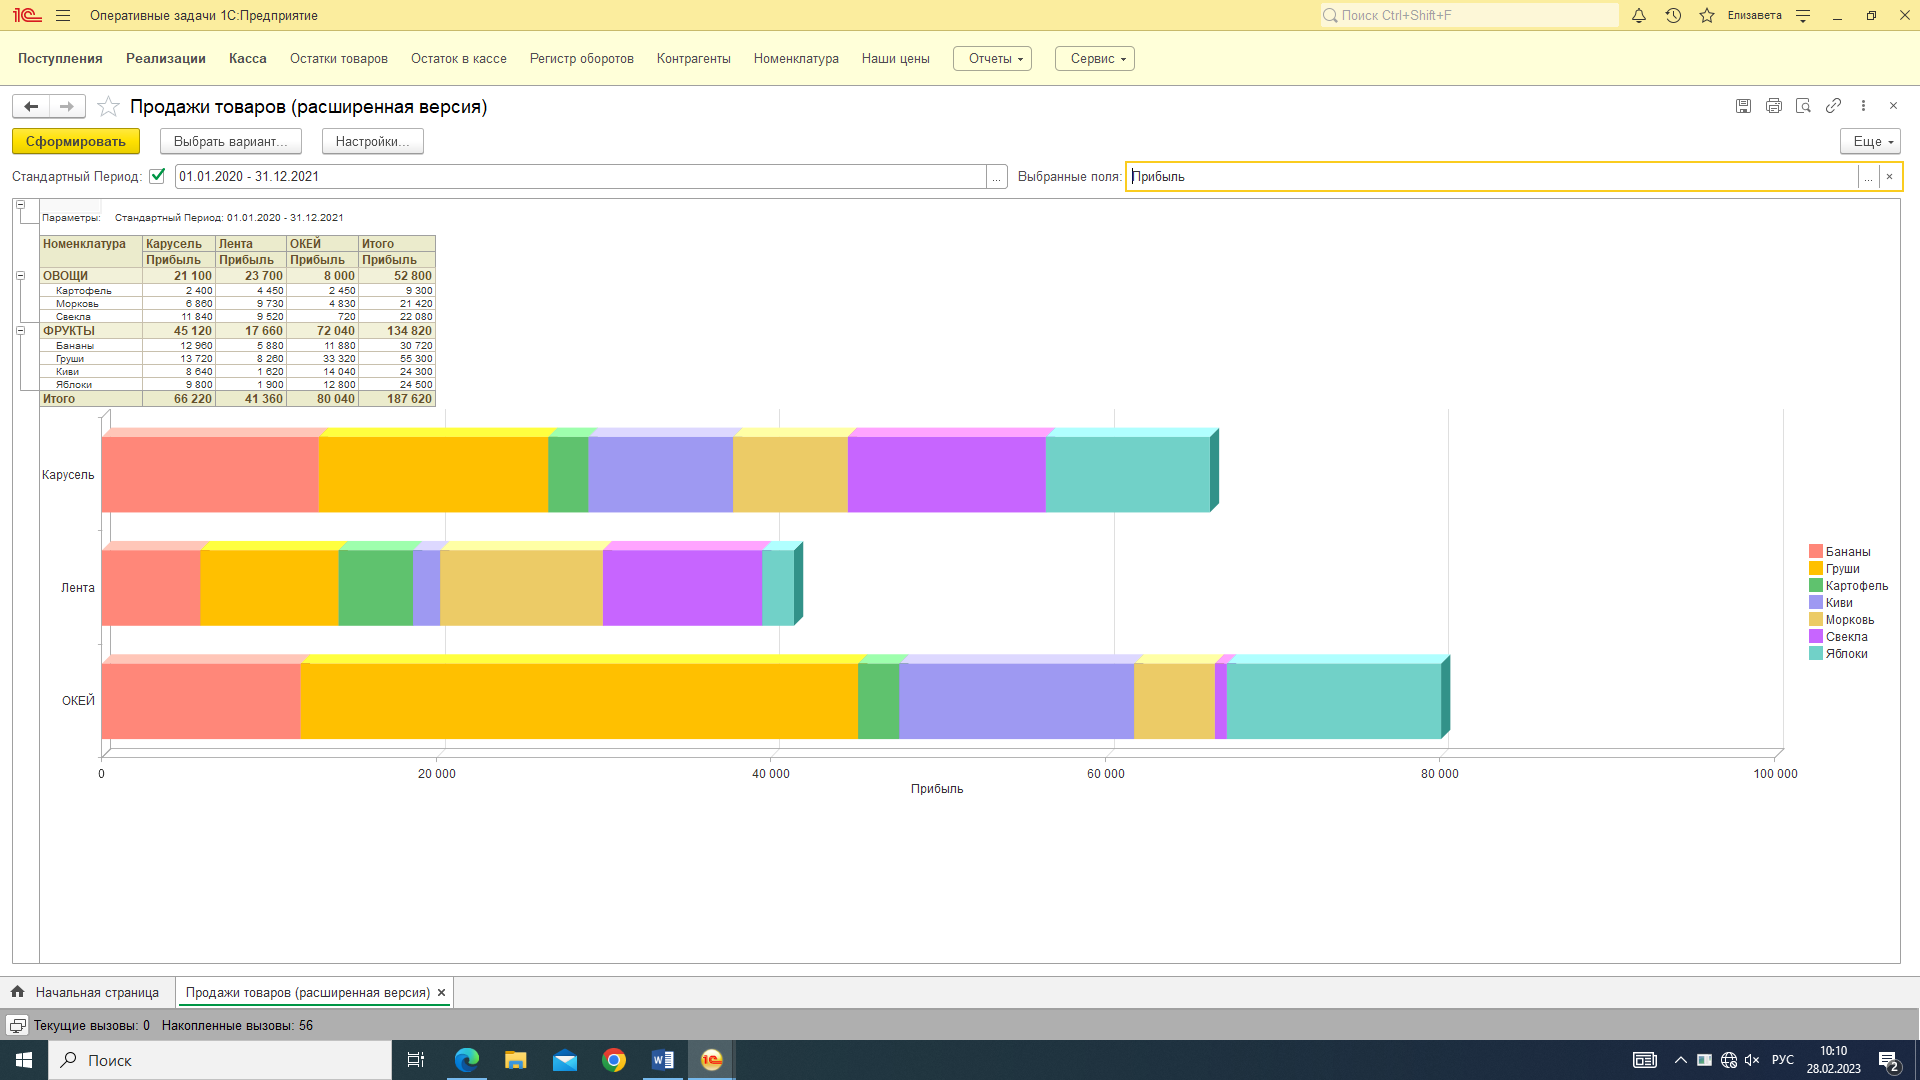 Оперативные задачи 1С:Предприятие
Поиск Ctrl+Shift+F
Елизавета
Поступления Реализации Касса Остатки товаров Остаток в кассе Регистр оборотов Контрагенты Номенклатура Наши цены Отчеты Сервис
Продажи товаров (расширенная версия)
Сформировать Выбрать вариант... Настройки... Еще
Стандартный Период: 01.01.2020 - 31.12.2021 ... Выбранные поля: Прибыль ... ×
Параметры: Стандартный Период: 01.01.2020 - 31.12.2021
Номенклатура Карусель Лента ОКЕЙ Итого
Прибыль Прибыль Прибыль Прибыль
ОВОЩИ 21 100 23 700 8 000 52 800
Картофель 2 400 4 450 2 450 9 300
Морковь 6 860 9 730 4 830 21 420
Свекла 11 840 9 520 720 22 080
ФРУКТЫ 45 120 17 660 72 040 134 820
Бананы 12 960 5 880 11 880 30 720
Груши 13 720 8 260 33 320 55 300
Киви 8 640 1 620 14 040 24 300
Яблоки 9 800 1 900 12 800 24 500
Итого 66 220 41 360 80 040 187 620
Карусель
Лента
ОКЕЙ
0 20 000 40 000 60 000 80 000 100 000
Прибыль
Бананы
Груши
Картофель
Киви
Морковь
Свекла
Яблоки
Начальная страница Продажи товаров (расширенная версия) ×
Текущие вызовы: 0 Накопленные вызовы: 56
Поиск
РУС
10:10
28.02.2023
2